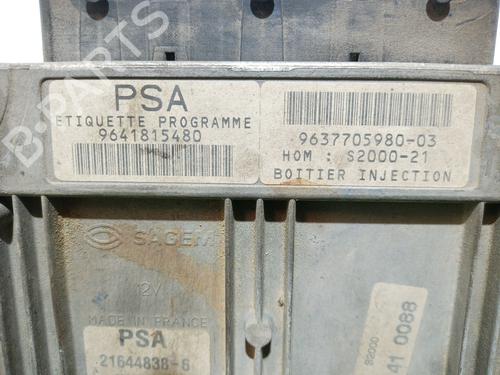 PSA
ETIQUETTE PROGRAMME
9641815480
9637705980-03
HOM : S2000-21
BOITIER INJECTION
SAGEM
12V
MADE IN FRANCE
PSA
21644838-6
S2000
41 0088
B-PARTS